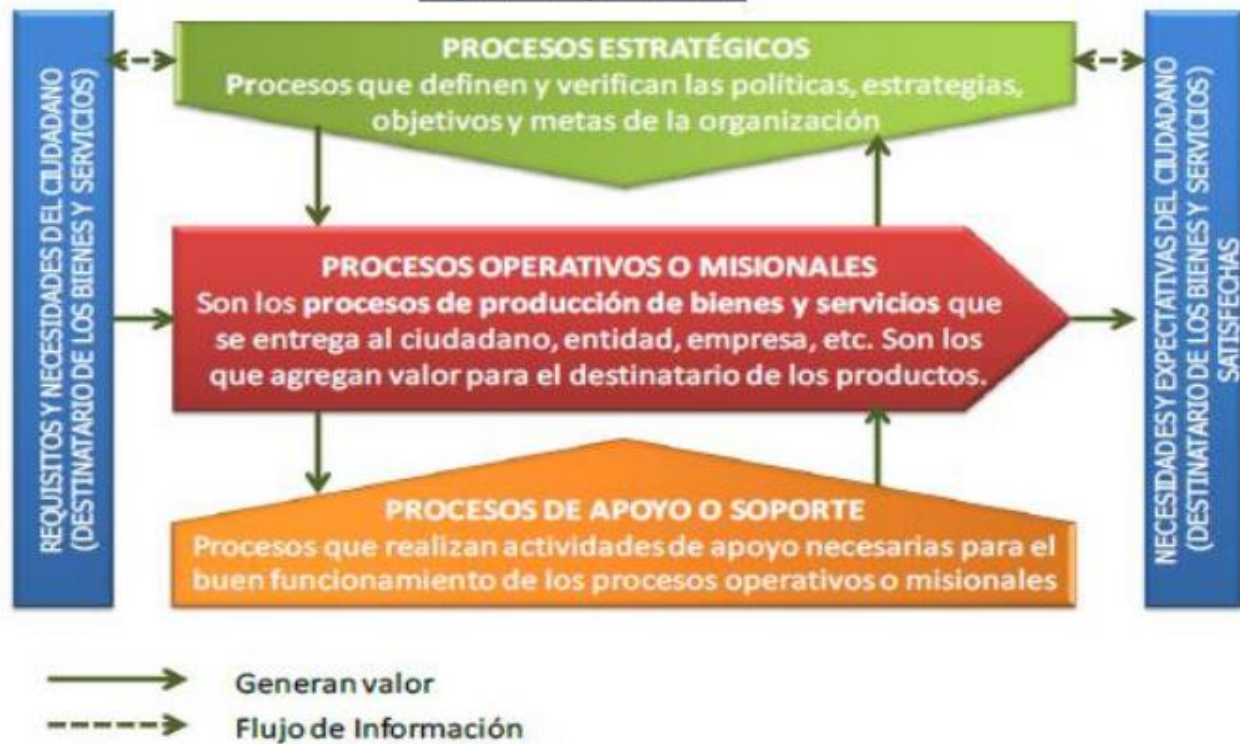 REQUISITOS Y NECESIDADES DEL CIUDADANO
(DESTINATARIO DE LOS BIENES Y SERVICIOS)
PROCESOS ESTRATÉGICOS
Procesos que definen y verifican las políticas, estrategias,
objetivos y metas de la organización
PROCESOS OPERATIVOS O MISIONALES
Son los procesos de producción de bienes y servicios que
se entrega al ciudadano, entidad, empresa, etc. Son los
que agregan valor para el destinatario de los productos.
PROCESOS DE APOYO O SOPORTE
Procesos que realizan actividades de apoyo necesarias para el
buen funcionamiento de los procesos operativos o misionales
NECESIDADES Y EXPECTATIVAS DEL CIUDADANO
(DESTINATARIO DE LOS BIENES Y SERVICIOS)
SATISFECHAS
Generan valor
Flujo de Información